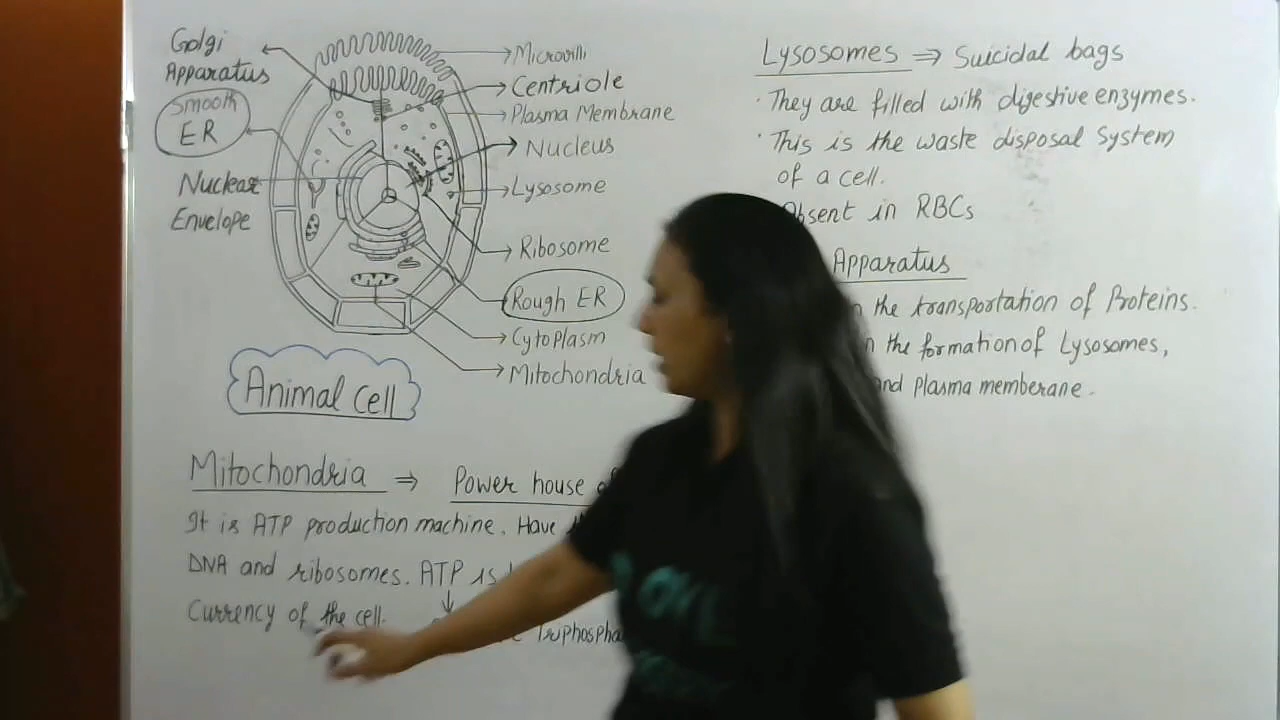 Golgi
Apparatus
Smooth
ER
Nuclear
Envelope
Microvilli
Centriole
Plasma Membrane
Nucleus
Lysosome
Ribosome
Rough ER
Cytoplasm
Mitochondria
Animal cell
Mitochondria ⇒ Power house
It is ATP production machine. Have
DNA and ribosomes. ATP is
Currency of the cell.
Lysosomes ⇒ Suicidal bags
· They are filled with digestive enzymes.
· This is the waste disposal System
of a cell.
Absent in RBCs
Apparatus
the transportation of Proteins.
the formation of Lysosomes,
and plasma memberane.